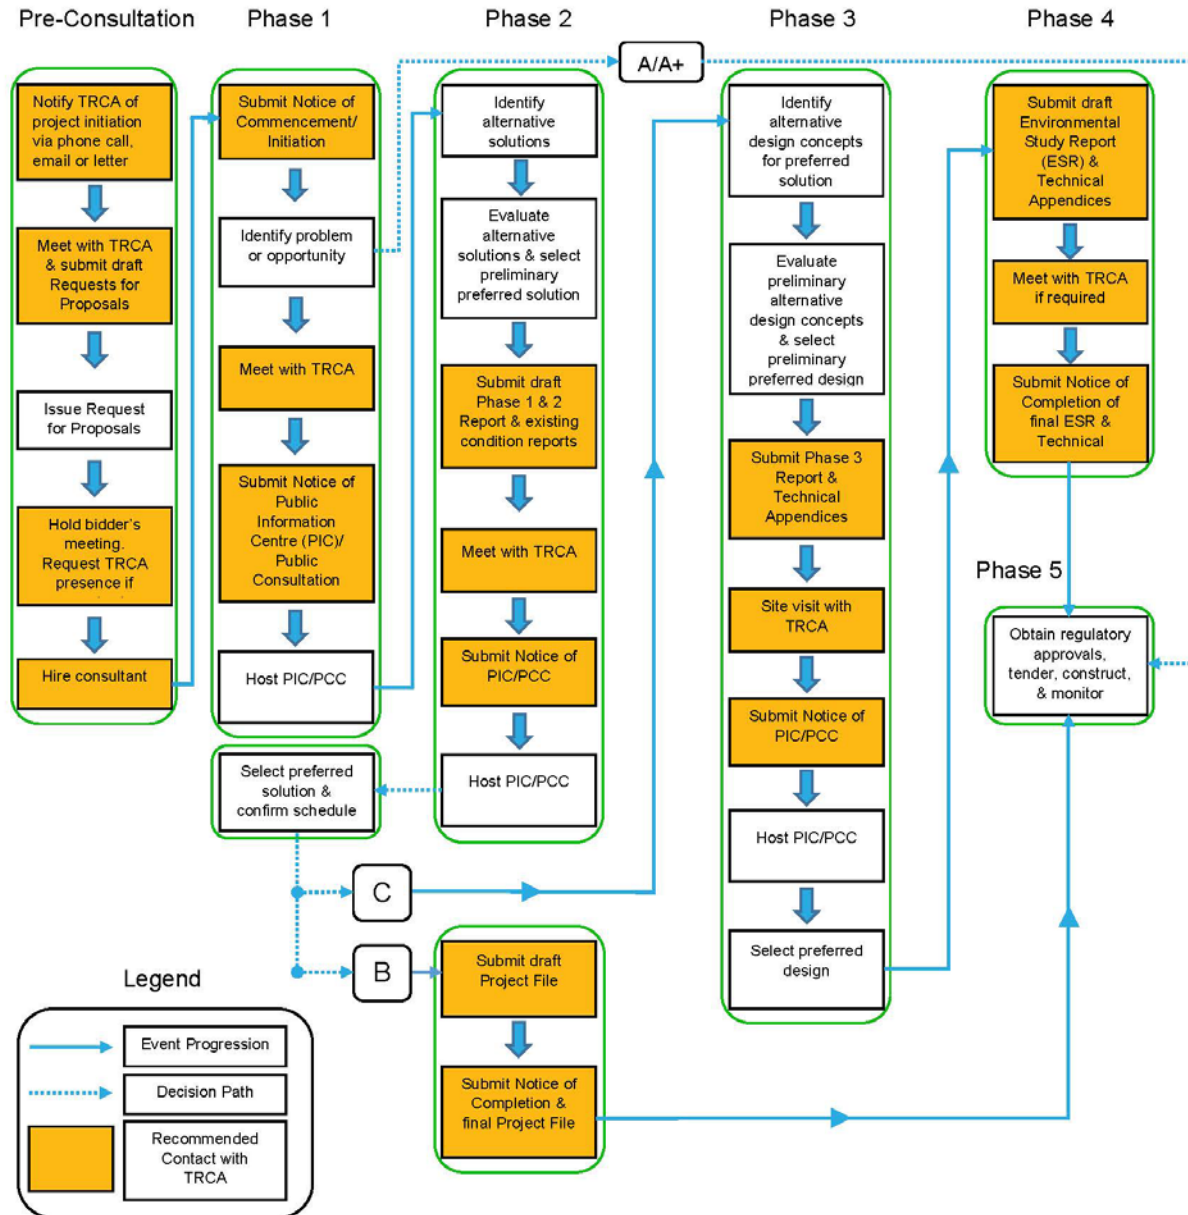 Pre-Consultation
Notify TRCA of
project initiation
via phone call,
email or letter
Meet with TRCA
& submit draft
Requests for
Proposals
Issue Request
for Proposals
Hold bidder's
meeting.
Request TRCA
presence if
Hire consultant
Phase 1
Submit Notice of
Commencement/
Initiation
Identify problem
or opportunity
Meet with TRCA
Submit Notice of
Public
Information
Centre (PIC)/
Public
Consultation
Host PIC/PCC
Select preferred
solution &
confirm schedule
Phase 2
Identify
alternative
solutions
Evaluate
alternative
solutions & select
preliminary
preferred solution
Submit draft
Phase 1 & 2
Report & existing
condition reports
Meet with TRCA
Submit Notice of
PIC/PCC
Host PIC/PCC
A/A+
C
B
Submit draft
Project File
Submit Notice of
Completion &
final Project File
Phase 3
Identify
alternative
design concepts
for preferred
solution
Evaluate
preliminary
alternative
design concepts
& select
preliminary
preferred design
Submit Phase 3
Report &
Technical
Appendices
Site visit with
TRCA
Submit Notice of
PIC/PCC
Host PIC/PCC
Select preferred
design
Phase 4
Submit draft
Environmental
Study Report
(ESR) &
Technical
Appendices
Meet with TRCA
if required
Submit Notice of
Completion of
final ESR &
Technical
Phase 5
Obtain regulatory
approvals,
tender, construct,
& monitor
Legend
Event Progression
Decision Path
Recommended
Contact with
TRCA